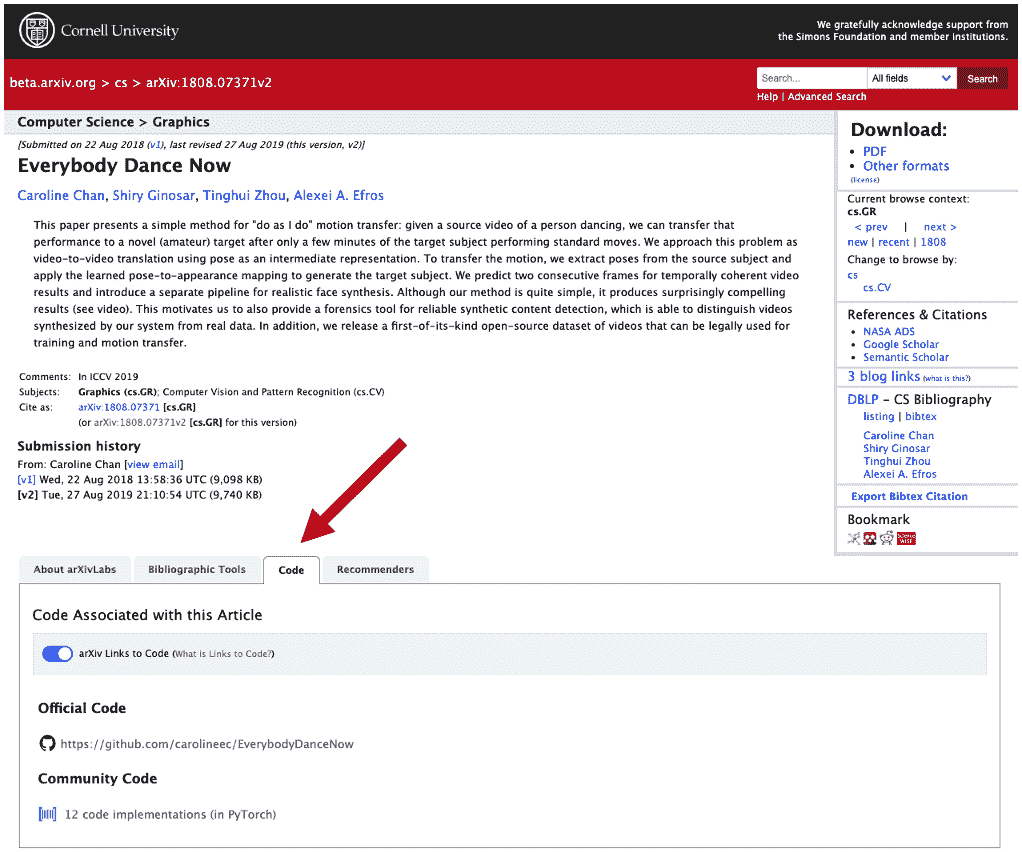 Cornell University
We gratefully acknowledge support from
the Simons Foundation and member institutions.
beta.arxiv.org > cs > arXiv:1808.07371v2
Search... All fields Search
Help | Advanced Search
Computer Science > Graphics
[Submitted on 22 Aug 2018 (v1), last revised 27 Aug 2019 (this version, v2)]
Everybody Dance Now
Caroline Chan, Shiry Ginosar, Tinghui Zhou, Alexei A. Efros
This paper presents a simple method for "do as I do" motion transfer: given a source video of a person dancing, we can transfer that
performance to a novel (amateur) target after only a few minutes of the target subject performing standard moves. We approach this problem as
video-to-video translation using pose as an intermediate representation. To transfer the motion, we extract poses from the source subject and
apply the learned pose-to-appearance mapping to generate the target subject. We predict two consecutive frames for temporally coherent video
results and introduce a separate pipeline for realistic face synthesis. Although our method is quite simple, it produces surprisingly compelling
results (see video). This motivates us to also provide a forensics tool for reliable synthetic content detection, which is able to distinguish videos
synthesized by our system from real data. In addition, we release a first-of-its-kind open-source dataset of videos that can be legally used for
training and motion transfer.
Comments: In ICCV 2019
Subjects: Graphics (cs.GR); Computer Vision and Pattern Recognition (cs.CV)
Cite as: arXiv:1808.07371 [cs.GR]
(or arXiv:1808.07371v2 [cs.GR] for this version)
Submission history
From: Caroline Chan [view email]
[v1] Wed, 22 Aug 2018 13:58:36 UTC (9,098 KB)
[v2] Tue, 27 Aug 2019 21:10:54 UTC (9,740 KB)
Download:
PDF
Other formats
(license)
Current browse context:
cs.GR
< prev | next >
new | recent | 1808
Change to browse by:
cs
cs.CV
References & Citations
NASA ADS
Google Scholar
Semantic Scholar
3 blog links (what is this?)
DBLP - CS Bibliography
listing | bibtex
Caroline Chan
Shiry Ginosar
Tinghui Zhou
Alexei A. Efros
Export Bibtex Citation
Bookmark
About arXivLabs Bibliographic Tools Code Recommenders
Code Associated with this Article
arXiv Links to Code (What is Links to Code?)
Official Code
https://github.com/carolineec/EverybodyDanceNow
Community Code
12 code implementations (in PyTorch)